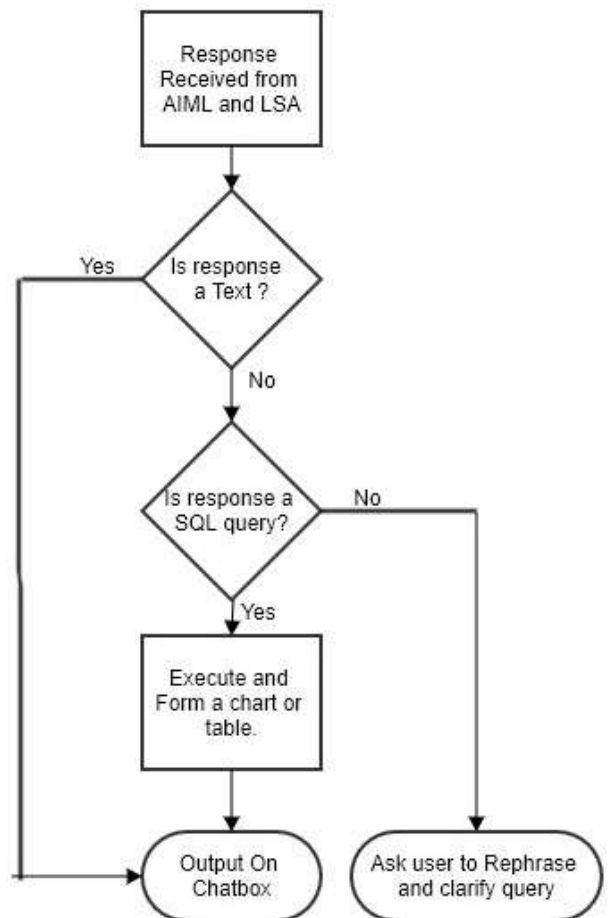 Response
Received from
AIML and LSA
Yes
Is response
a Text ?
No
Is response a
SQL query?
No
Yes
Execute and
Form a chart or
table.
Output On
Chatbox
Ask user to Rephrase
and clarify query